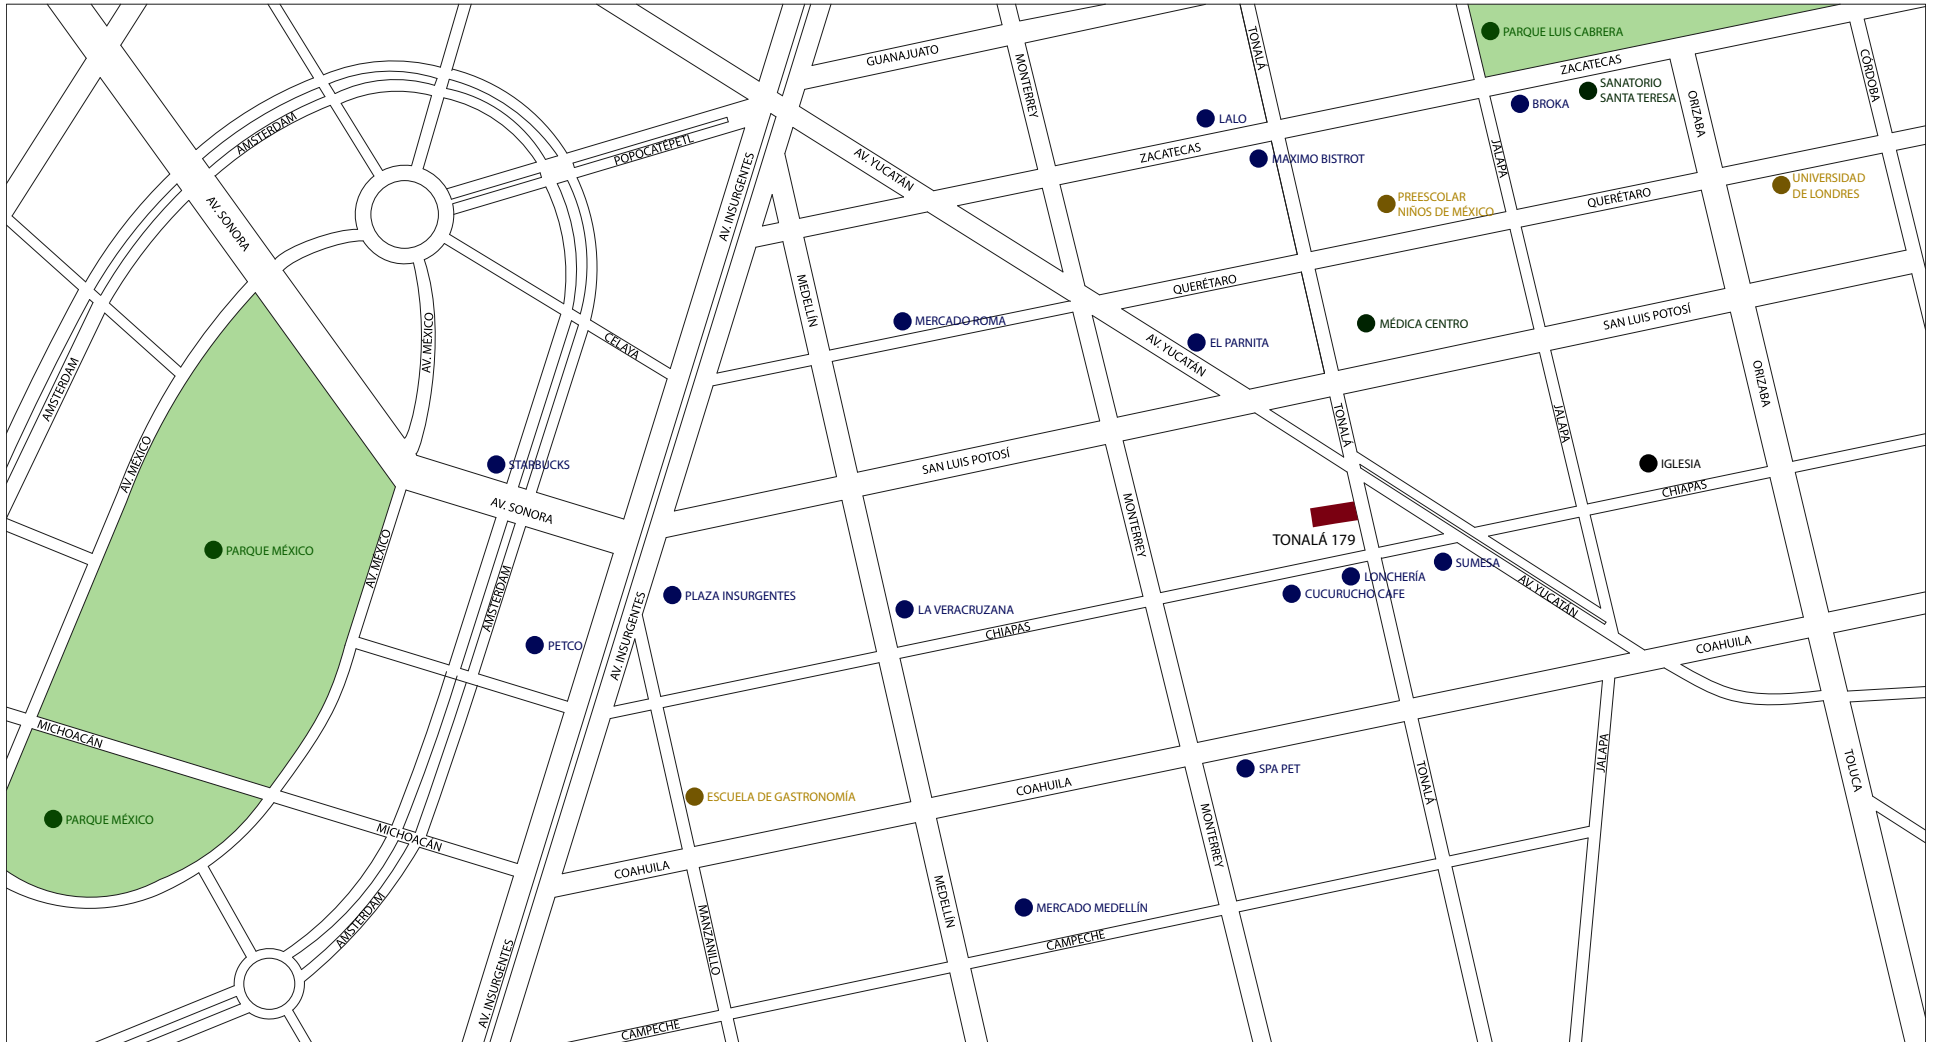 PARQUE LUIS CABRERA
GUANAJUATO
TONALÁ
MONTERREY
ZACATECAS
CÓRDOBA
SANATORIO
SANTA TERESA
BROKA
ORIZABA
LALO
AMSTERDAM
POPOCATÉPETL
AV. YUCATÁN
ZACATECAS
MAXIMO BISTROT
JALAPA
AV. INSURGENTES
AV. SONORA
PREESCOLAR
NIÑOS DE MÉXICO
QUERÉTARO
UNIVERSIDAD
DE LONDRES
MEDELLÍN
QUERÉTARO
MERCADO ROMA
MÉDICA CENTRO
SAN LUIS POTOSÍ
AV. MÉXICO
CELAYA
EL PARNITA
AV. YUCATÁN
AMSTERDAM
ORIZABA
TONALÁ
JALAPA
AV. MÉXICO
STARBUCKS
SAN LUIS POTOSÍ
IGLESIA
CHIAPAS
AV. SONORA
MONTERREY
TONALÁ 179
PARQUE MÉXICO
AV. MÉXICO
SUMESA
LONCHERÍA
CUCURUCHO CAFE
AV. YUCATÁN
AMSTERDAM
PLAZA INSURGENTES
LA VERACRUZANA
AV. INSURGENTES
CHIAPAS
PETCO
COAHUILA
MICHOACÁN
JALAPA
SPA PET
TONALÁ
TOLUCA
COAHUILA
ESCUELA DE GASTRONOMÍA
PARQUE MÉXICO
MICHOACÁN
MONTERREY
COAHUILA
MEDELLÍN
MERCADO MEDELLÍN
AMSTERDAM
MANZANILLO
CAMPECHE
AV. INSURGENTES
CAMPECHE